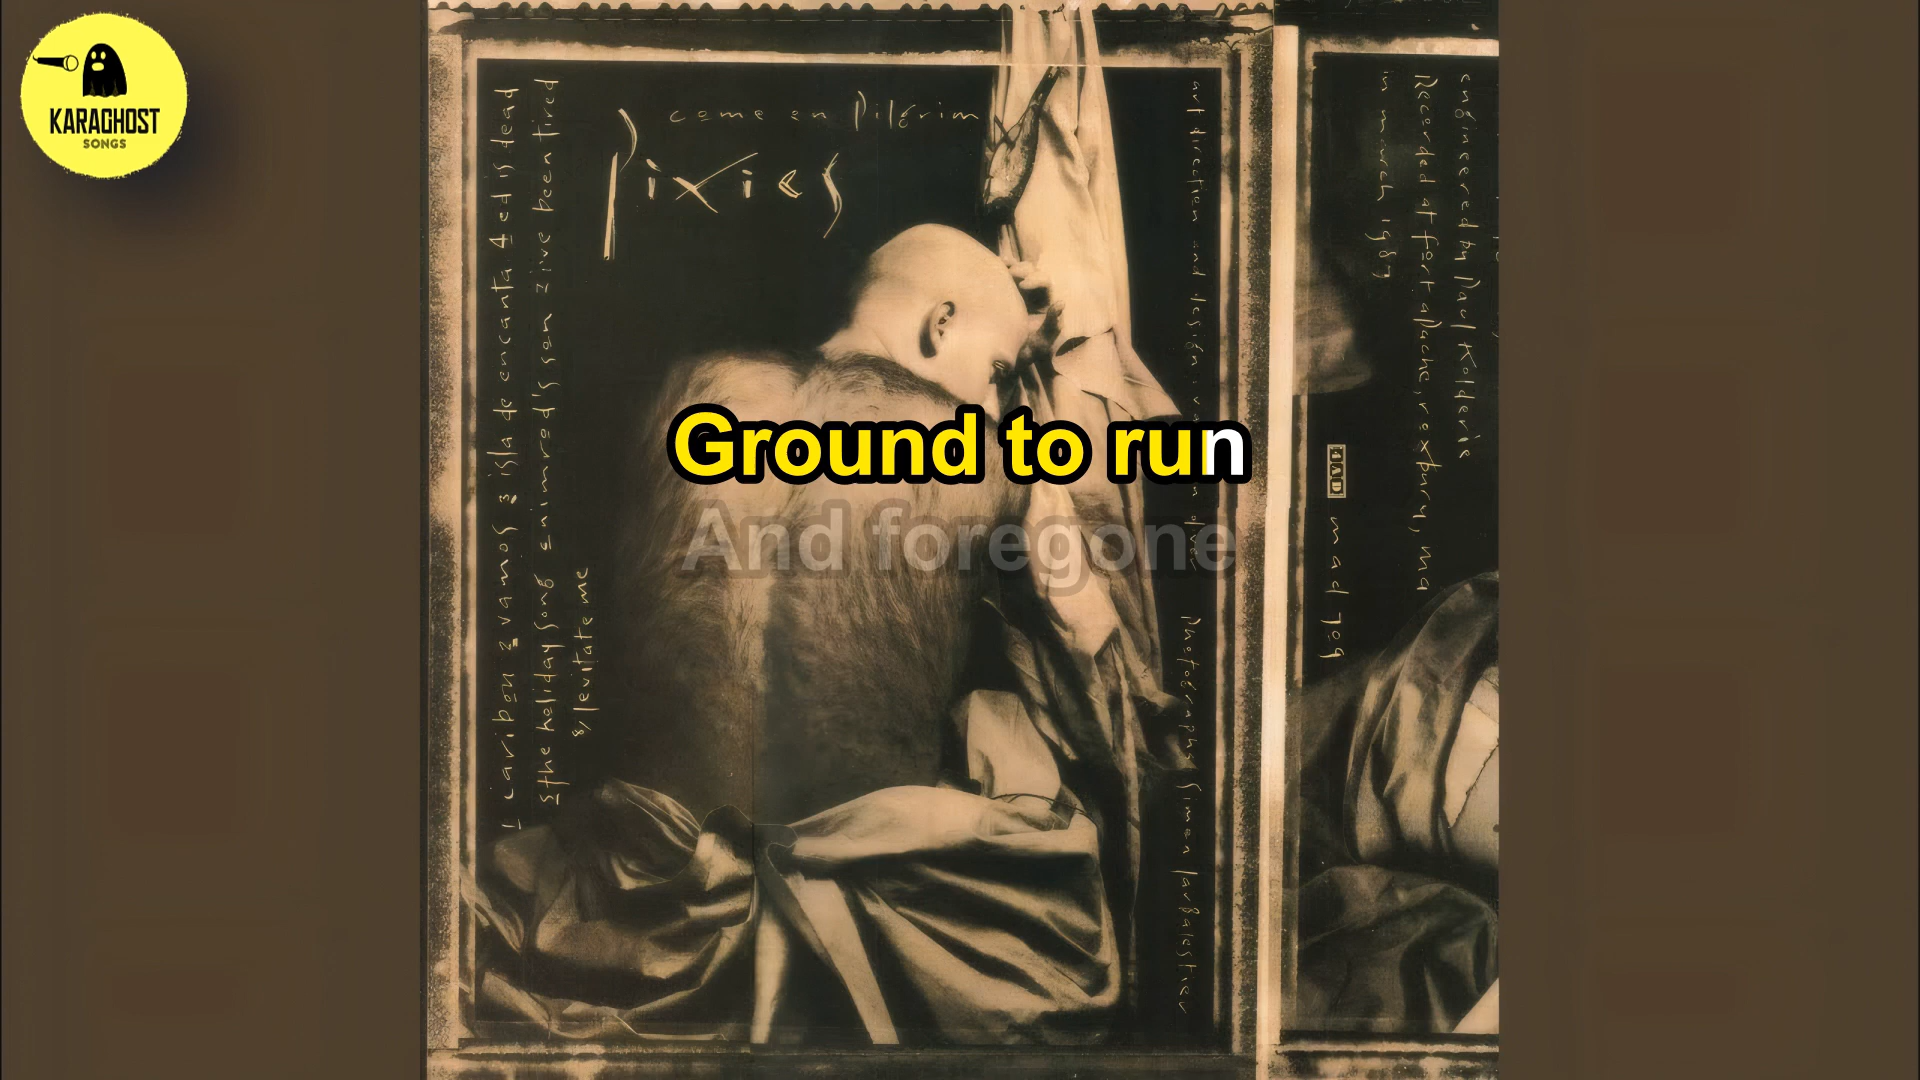 KARAGHOST
SONGS
come on pilgrim
Pixies
Ground to run
And foregone
1 caribou 2 vamos 3 isla de encanta 4 ed is dead
5 the holiday song 6 nimrod's son 7 ive been tired
8 levitate me
art direction and design: vaughan oliver
Photography Simon larbalestier
engineered by Paul Kolderie
Recorded at fort apache, roxbury, ma
in march 1987
4AD
mad 709